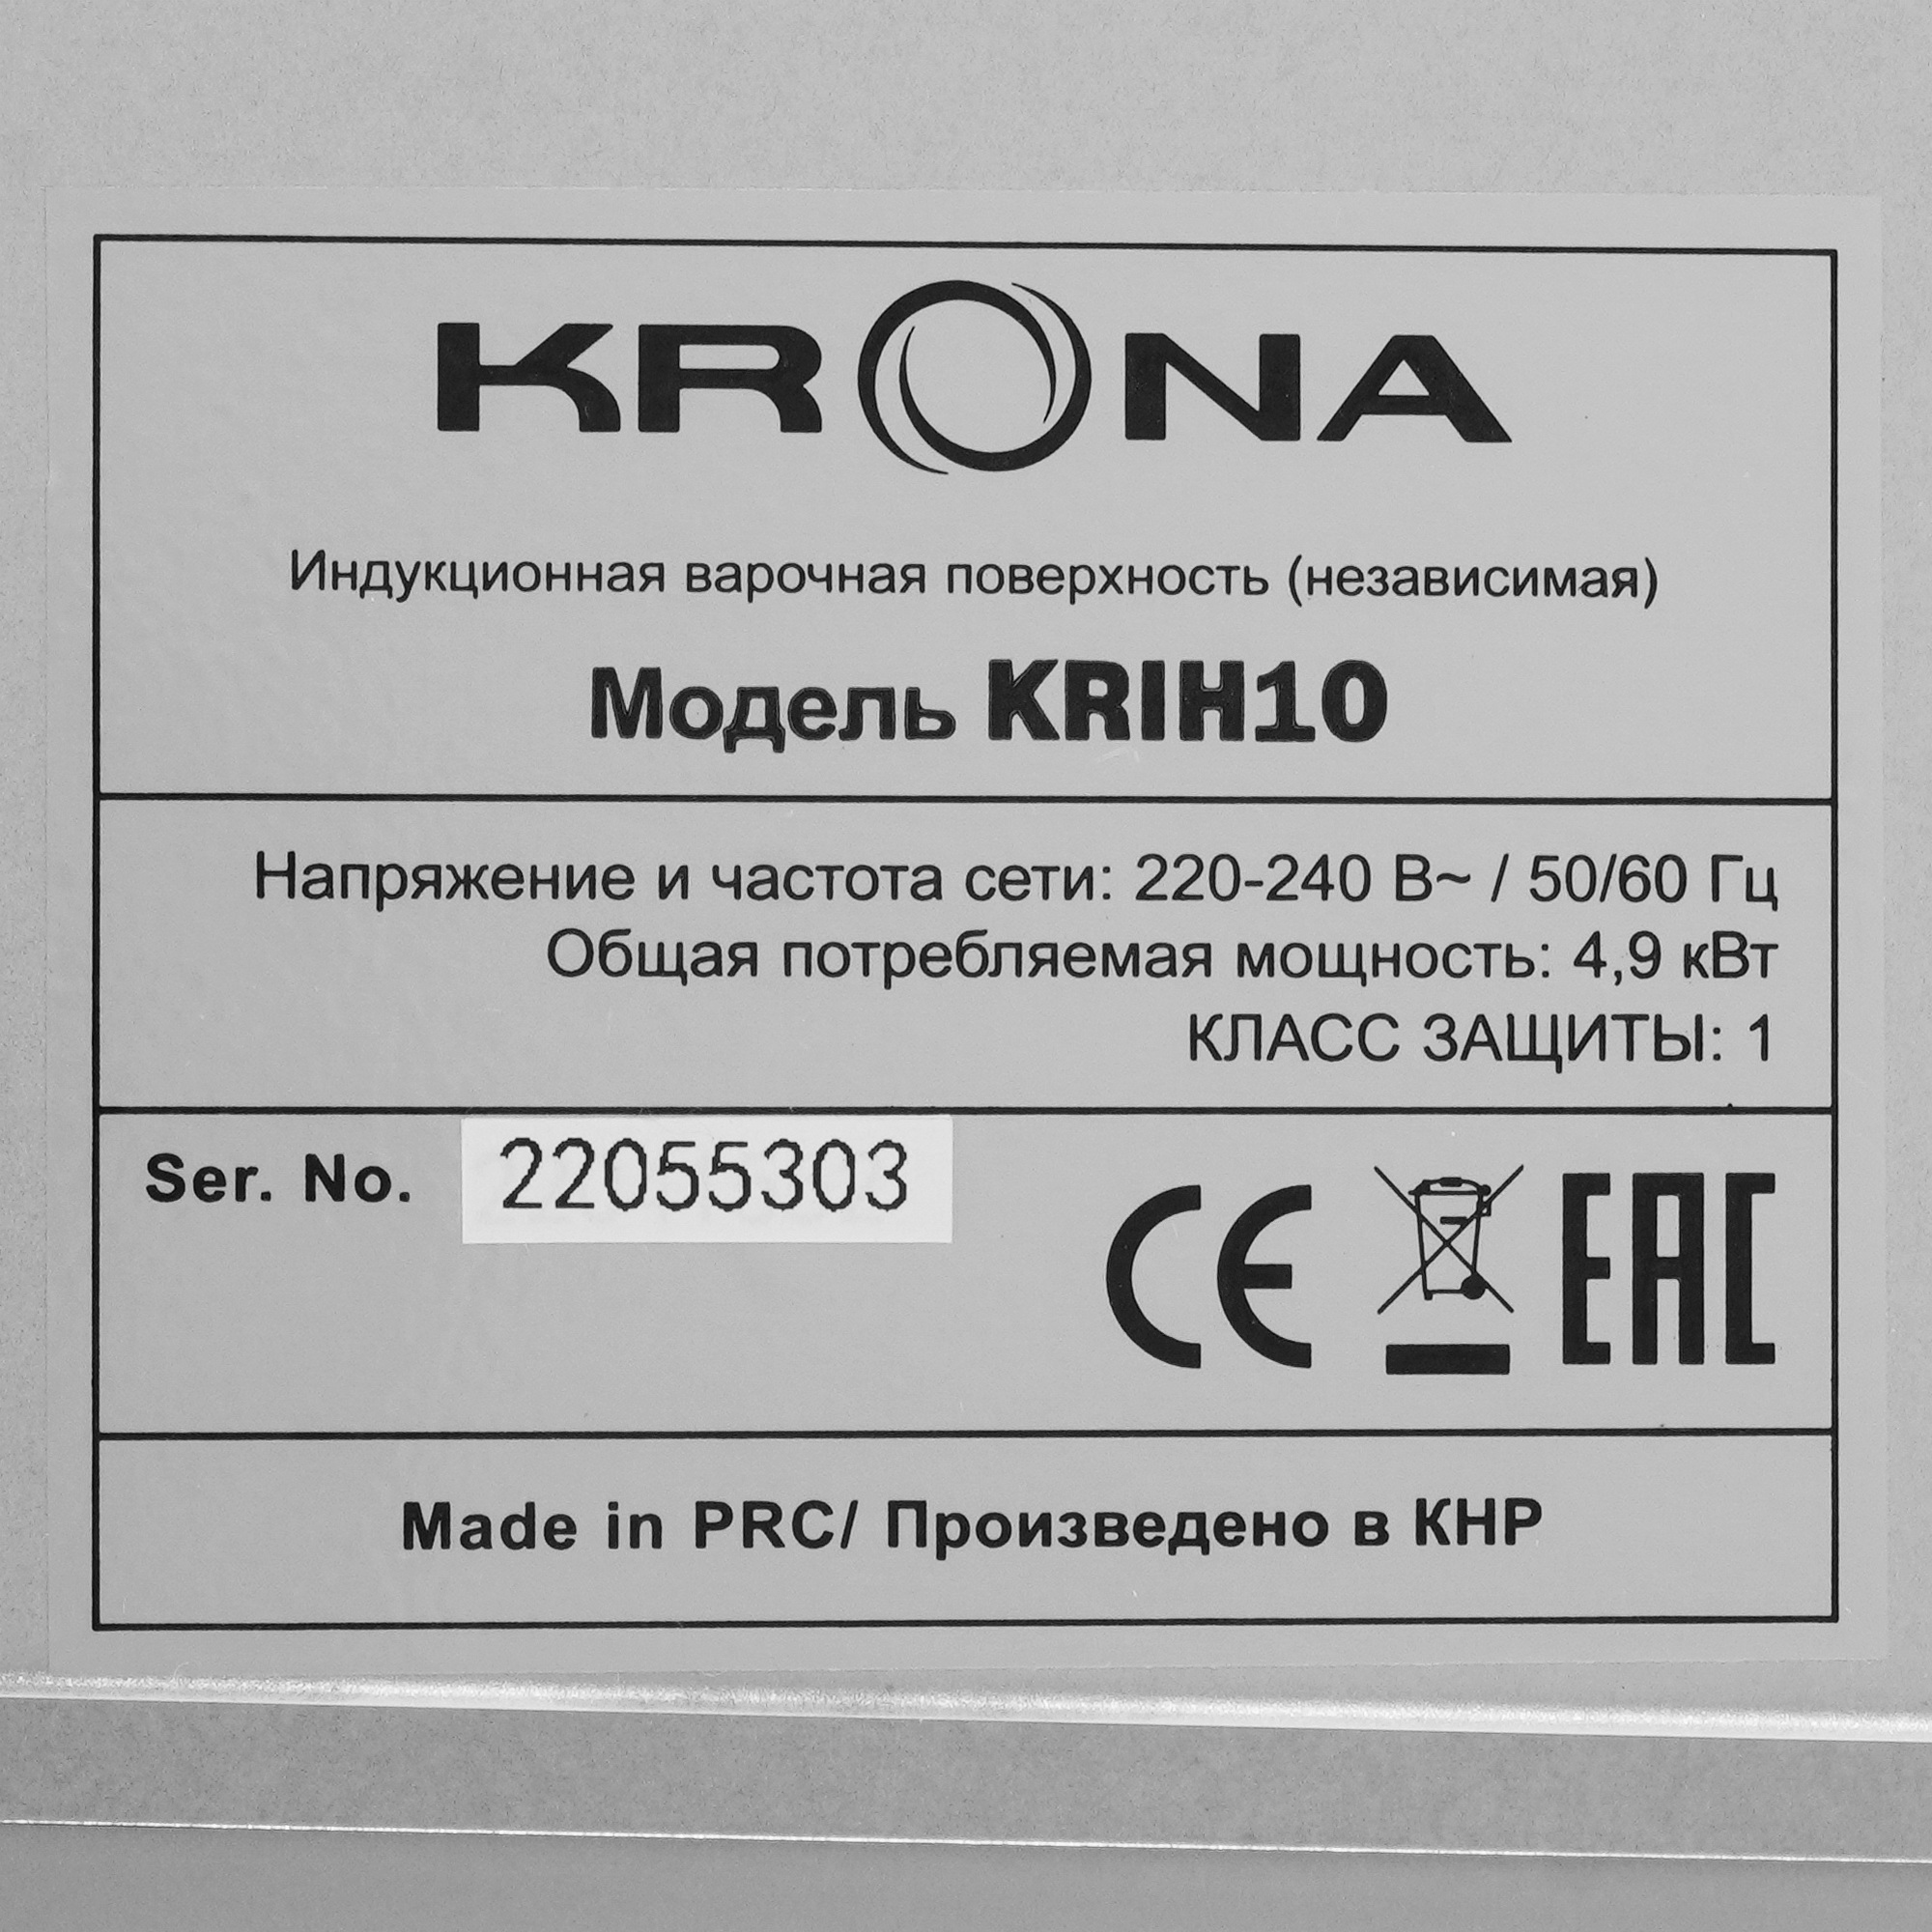 KRONA
Индукционная варочная поверхность (независимая)
Модель KRIH10
Напряжение и частота сети: 220-240 В~ / 50/60 Гц
Общая потребляемая мощность: 4,9 кВт
КЛАСС ЗАЩИТЫ: 1
Ser. No. 22055303
CE EAC
Made in PRC/ Произведено в КНР